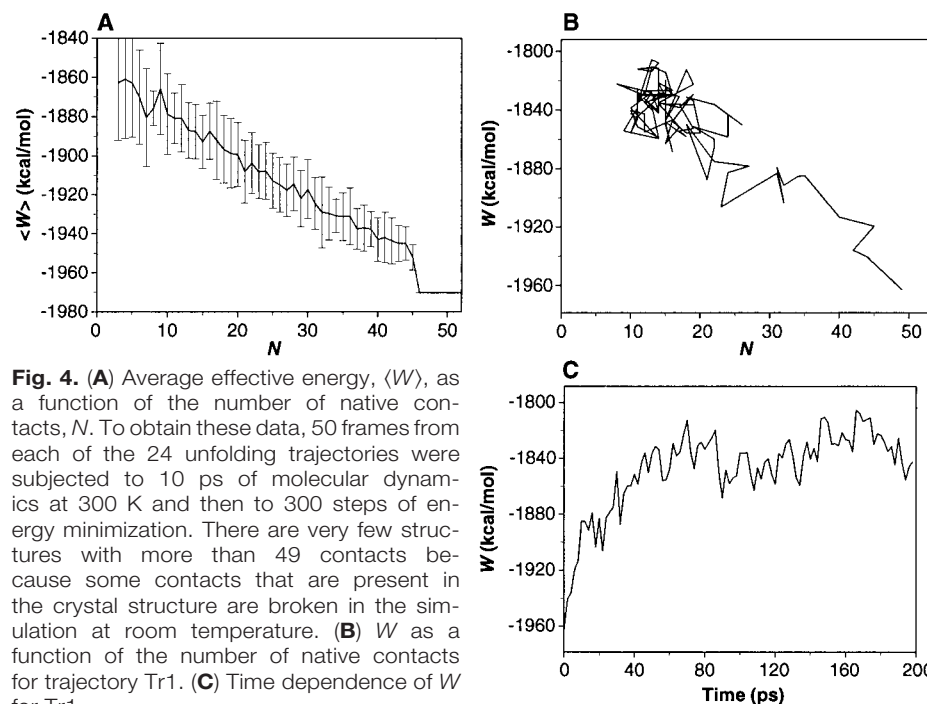 A
-1840
-1860
-1880
-1900
-1920
-1940
-1960
-1980
<W> (kcal/mol)
0 10 20 30 40 50
N
B
-1800
-1840
-1880
-1920
-1960
W (kcal/mol)
0 10 20 30 40 50
N
Fig. 4. (A) Average effective energy, ⟨W⟩, as
a function of the number of native con-
tacts, N. To obtain these data, 50 frames from
each of the 24 unfolding trajectories were
subjected to 10 ps of molecular dynam-
ics at 300 K and then to 300 steps of en-
ergy minimization. There are very few struc-
tures with more than 49 contacts be-
cause some contacts that are present in
the crystal structure are broken in the sim-
ulation at room temperature. (B) W as a
function of the number of native contacts
for trajectory Tr1. (C) Time dependence of W
for Tr1
C
-1800
-1840
-1880
-1920
-1960
W (kcal/mol)
0 40 80 120 160 200
Time (ps)